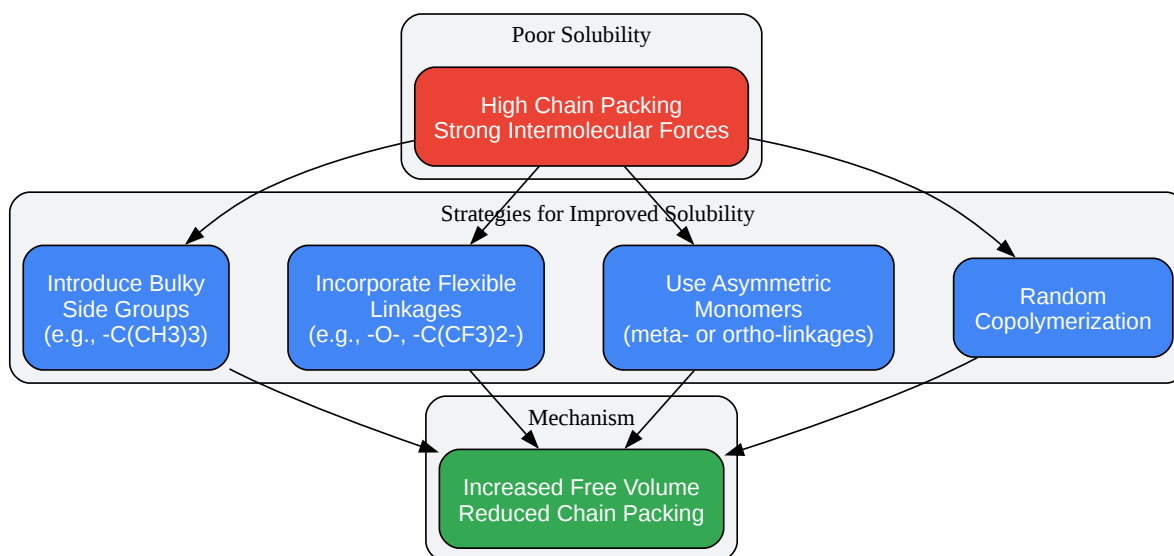 Poor Solubility
High Chain Packing
Strong Intermolecular Forces
Strategies for Improved Solubility
Introduce Bulky
Side Groups
(e.g., -C(CH3)3)
Incorporate Flexible
Linkages
(e.g., -O-, -C(CF3)2-)
Use Asymmetric
Monomers
(meta- or ortho-linkages)
Random
Copolymerization
Mechanism
Increased Free Volume
Reduced Chain Packing